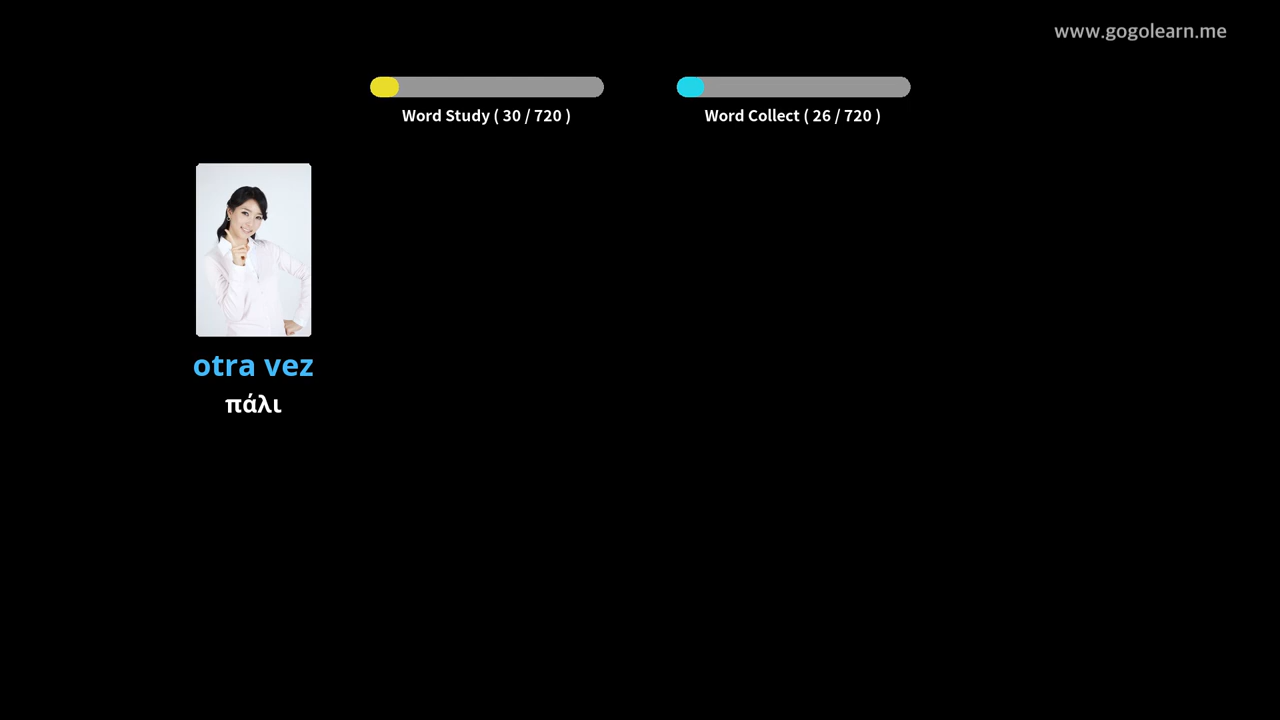 www.gogolearn.me
Word Study ( 30 / 720 )
Word Collect ( 26 / 720 )
otra vez
πάλι